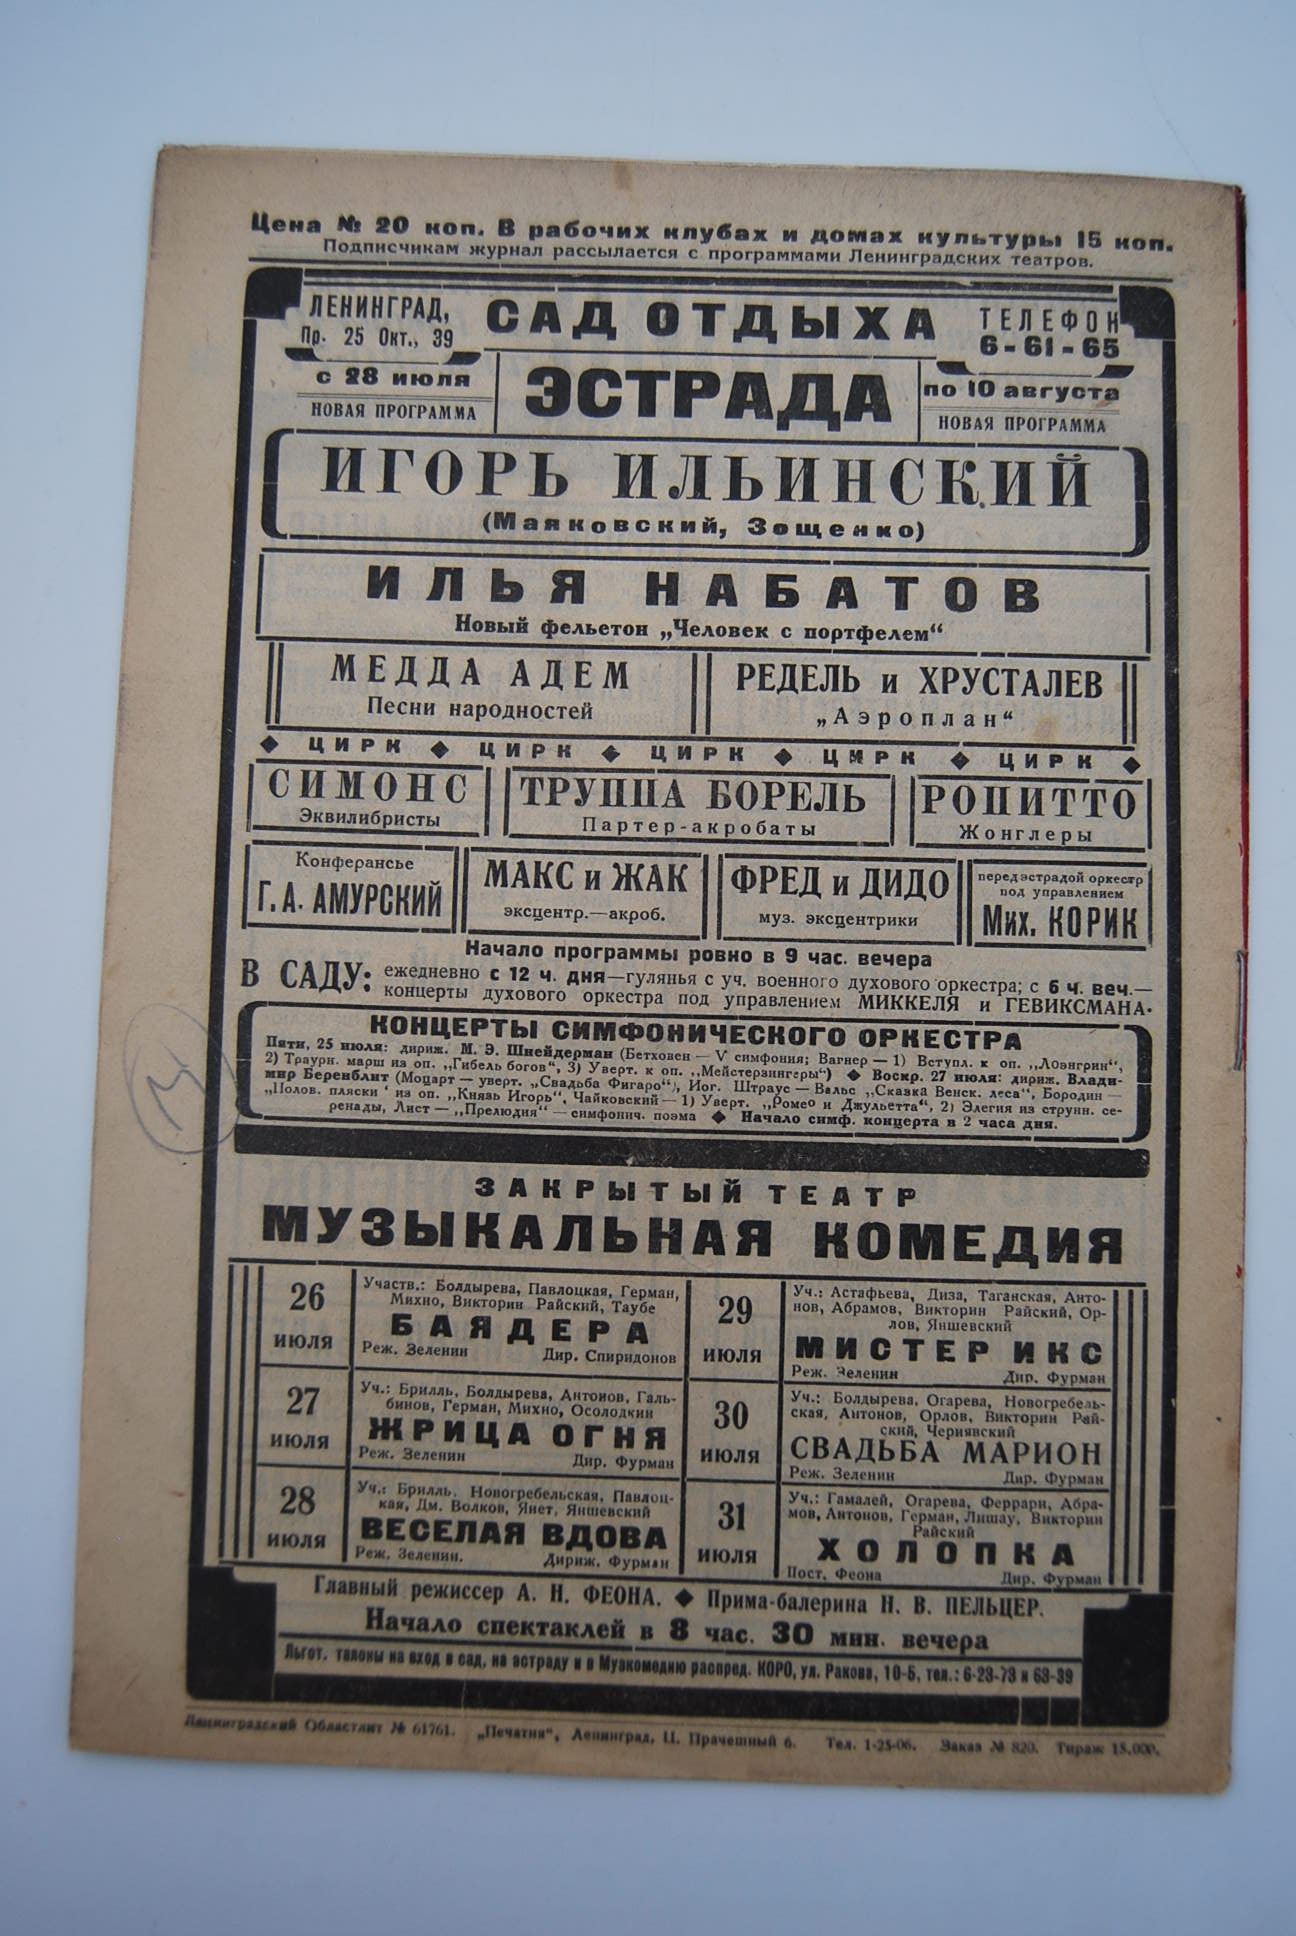 Цена № 20 коп. В рабочих клубах и домах культуры 15 коп.
Подписчикам журнал рассылается с программами Ленинградских театров.
ЛЕНИНГРАД,
Пр. 25 Окт., 39
САД ОТДЫХА
ТЕЛЕФОН
6-61-65
с 28 июля
НОВАЯ ПРОГРАММА
ЭСТРАДА
по 10 августа
НОВАЯ ПРОГРАММА
ИГОРЬ ИЛЬИНСКИЙ
(Маяковский, Зощенко)
ИЛЬЯ НАБАТОВ
Новый фельетон „Человек с портфелем“
МЕДДА АДЕМ
Песни народностей
РЕДЕЛЬ и ХРУСТАЛЕВ
„Аэроплан“
◆ ЦИРК ◆ ЦИРК ◆ ЦИРК ◆ ЦИРК ◆ ЦИРК ◆
СИМОНС
Эквилибристы
ТРУППА БОРЕЛЬ
Партер-акробаты
РОПИТТО
Жонглеры
Конферансье
Г. А. АМУРСКИЙ
МАКС и ЖАК
эксцентр.—акроб.
ФРЕД и ДИДО
муз. эксцентрики
перед эстрадой оркестр
под управлением
Мих. КОРИК
Начало программы ровно в 9 час. вечера
В САДУ: ежедневно с 12 ч. дня—гулянья с уч. военного духового оркестра; с 6 ч. веч.—
концерты духового оркестра под управлением МИККЕЛЯ и ГЕВИКСМАНА.
КОНЦЕРТЫ СИМФОНИЧЕСКОГО ОРКЕСТРА
Пятн, 25 июля: дириж. М. Э. Шнейдерман (Бетховен — V симфония; Вагнер — 1) Вступл. к оп. „Лоэнгрин“,
2) Траурн. марш из оп. „Гибель богов“, 3) Уверт. к оп. „Мейстерзингеры“) ◆ Воскр. 27 июля: дириж. Влади-
мир Беренблит (Моцарт — уверт. „Свадьба Фигаро“), Иог. Штраус — Вальс „Сказка Венск. леса“, Бородин —
„Полов. пляски‘ из оп. „Князь Игорь“, Чайковский — 1) Уверт. „Ромео и Джульетта“, 2) Элегия из струнн. се-
ренады, Лист — „Прелюдия“ — симфонич. поэма ◆ Начало симф. концерта в 2 часа дня.
ЗАКРЫТЫЙ ТЕАТР
МУЗЫКАЛЬНАЯ КОМЕДИЯ
26
июля
Участв.: Болдырева, Павлоцкая, Герман,
Михно, Викторин Райский, Таубе
БАЯДЕРА
Реж. Зеленин Дир. Спиридонов
27
июля
Уч.: Брилль, Болдырева, Антонов, Галь-
бинов, Герман, Михно, Осолодкин
ЖРИЦА ОГНЯ
Реж. Зеленин Дир. Фурман
28
июля
Уч.: Брилль, Новогребельская, Павлоц-
кая, Дм. Волков, Янет, Яншевский
ВЕСЕЛАЯ ВДОВА
Реж. Зеленин. Дириж. Фурман
29
июля
Уч.: Астафьева, Диза, Таганская, Анто-
нов, Абрамов, Викторин Райский, Ор-
лов, Яншевский
МИСТЕР ИКС
Реж. Зеленин Дир. Фурман
30
июля
Уч.: Болдырева, Огарева, Новогребель-
ская, Антонов, Орлов, Викторин Рай-
ский, Чернявский
СВАДЬБА МАРИОН
Реж. Зеленин Дир. Фурман
31
июля
Уч.: Гамалей, Огарева, Феррари, Абра-
мов, Антонов, Герман, Лишау, Викторин
Райский
ХОЛОПКА
Пост. Феона Дир. Фурман
Главный режиссер А. Н. ФЕОНА. ◆ Прима-балерина Н. В. ПЕЛЬЦЕР.
Начало спектаклей в 8 час. 30 мин. вечера
Льгот. талоны на вход в сад, на эстраду и в Музкомедию распред. КОРО, ул. Ракова, 10-Б, тел.: 6-23-73 и 63-39
Ленинградский Областлит № 61761. „Печатня“, Ленинград, 11. Прачешный 6. Тел. 1-25-06. Заказ № 820. Тираж 15.000.